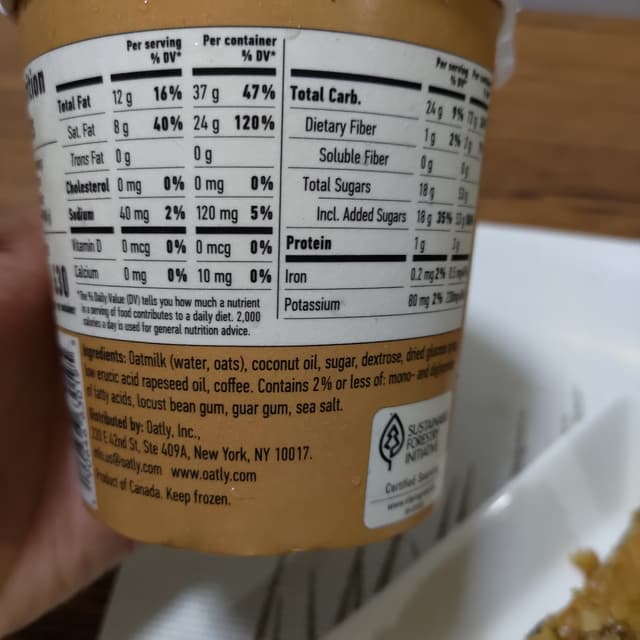 Per serving Per container
% DV* % DV*
Total Fat 12 g 16% 37 g 47%
Sat. Fat 8 g 40% 24 g 120%
Trans Fat 0 g 0 g
Cholesterol 0 mg 0% 0 mg 0%
Sodium 40 mg 2% 120 mg 5%
Vitamin D 0 mcg 0% 0 mcg 0%
Calcium 0 mg 0% 10 mg 0%
*The % Daily Value (DV) tells you how much a nutrient
in a serving of food contributes to a daily diet. 2,000
calories a day is used for general nutrition advice.
Per serving
% DV*
Total Carb. 24 g 9%
Dietary Fiber 1 g 2%
Soluble Fiber 0 g 0g
Total Sugars 18 g
Incl. Added Sugars 18 g 35%
Protein 1 g
Iron 0.2 mg 2%
Potassium 80 mg 2%
Ingredients: Oatmilk (water, oats), coconut oil, sugar, dextrose, dried glucose
low erucic acid rapeseed oil, coffee. Contains 2% or less of: mono- and
of fatty acids, locust bean gum, guar gum, sea salt.
Distributed by: Oatly, Inc.,
E 42nd St, Ste 409A, New York, NY 10017.
@oatly.com www.oatly.com
Product of Canada. Keep frozen.
SUSTAINABLE
FORESTRY
INITIATIVE
Certified